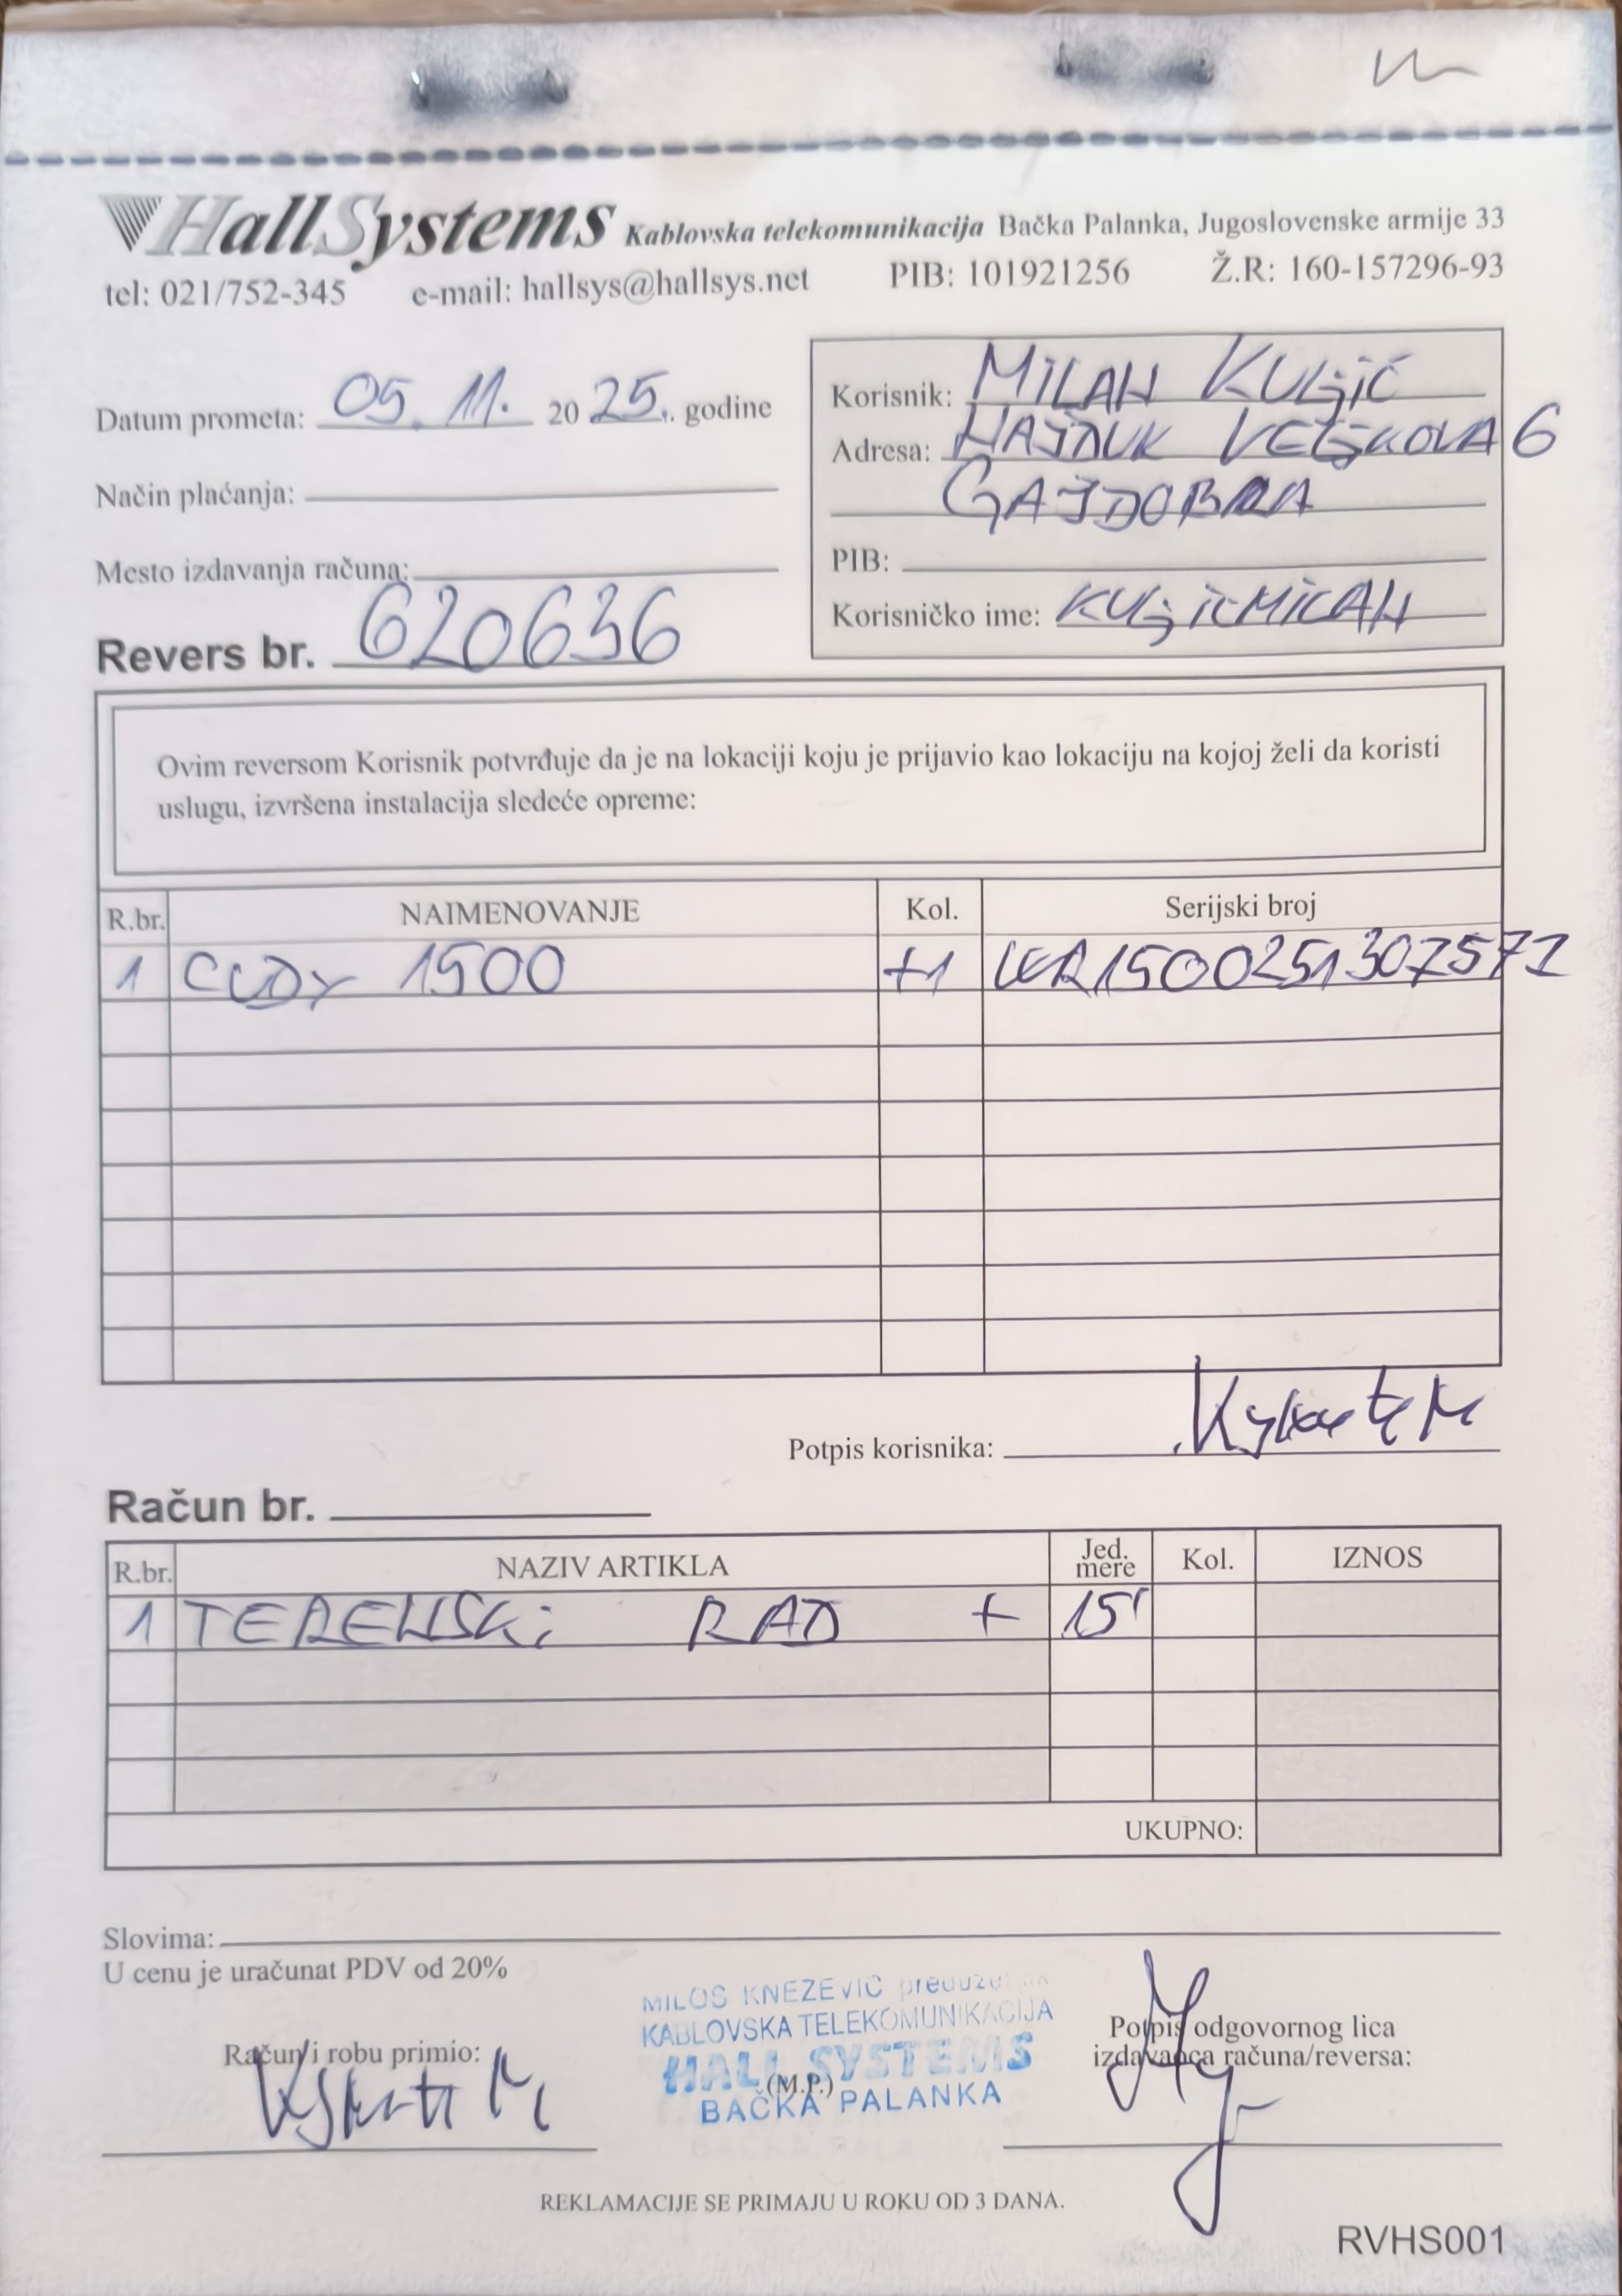 HallSystems Kablovska telekomunikacija Bačka Palanka, Jugoslovenske armije 33
tel: 021/752-345 e-mail: hallsys@hallsys.net PIB: 101921256 Ž.R: 160-157296-93
Datum prometa: 05. 11. 20 25. godine
Način plaćanja:
Mesto izdavanja računa:
Revers br. 620636
Korisnik: MILAN KULJIĆ
Adresa: HAJDUK VELJKOVA 6
GAJDOBRA
PIB:
Korisničko ime: KULJICMILAN
Ovim reversom Korisnik potvrđuje da je na lokaciji koju je prijavio kao lokaciju na kojoj želi da koristi
uslugu, izvršena instalacija sledeće opreme:
R.br. NAIMENOVANJE Kol. Serijski broj
1 CUDY 1500 +1 WR1500251307571
Potpis korisnika:
Račun br.
R.br. NAZIV ARTIKLA Jed. mere Kol. IZNOS
1 TERENSKI RAD + 15'
UKUPNO:
Slovima:
U cenu je uračunat PDV od 20%
MILOS KNEZEVIC
KABLOVSKA TELEKOMUNIKACIJA
HALL SYSTEMS
(M.P.)
BAČKA PALANKA
Račun i robu primio:
Potpis odgovornog lica
izdavaoca računa/reversa:
REKLAMACIJE SE PRIMAJU U ROKU OD 3 DANA.
RVHS001